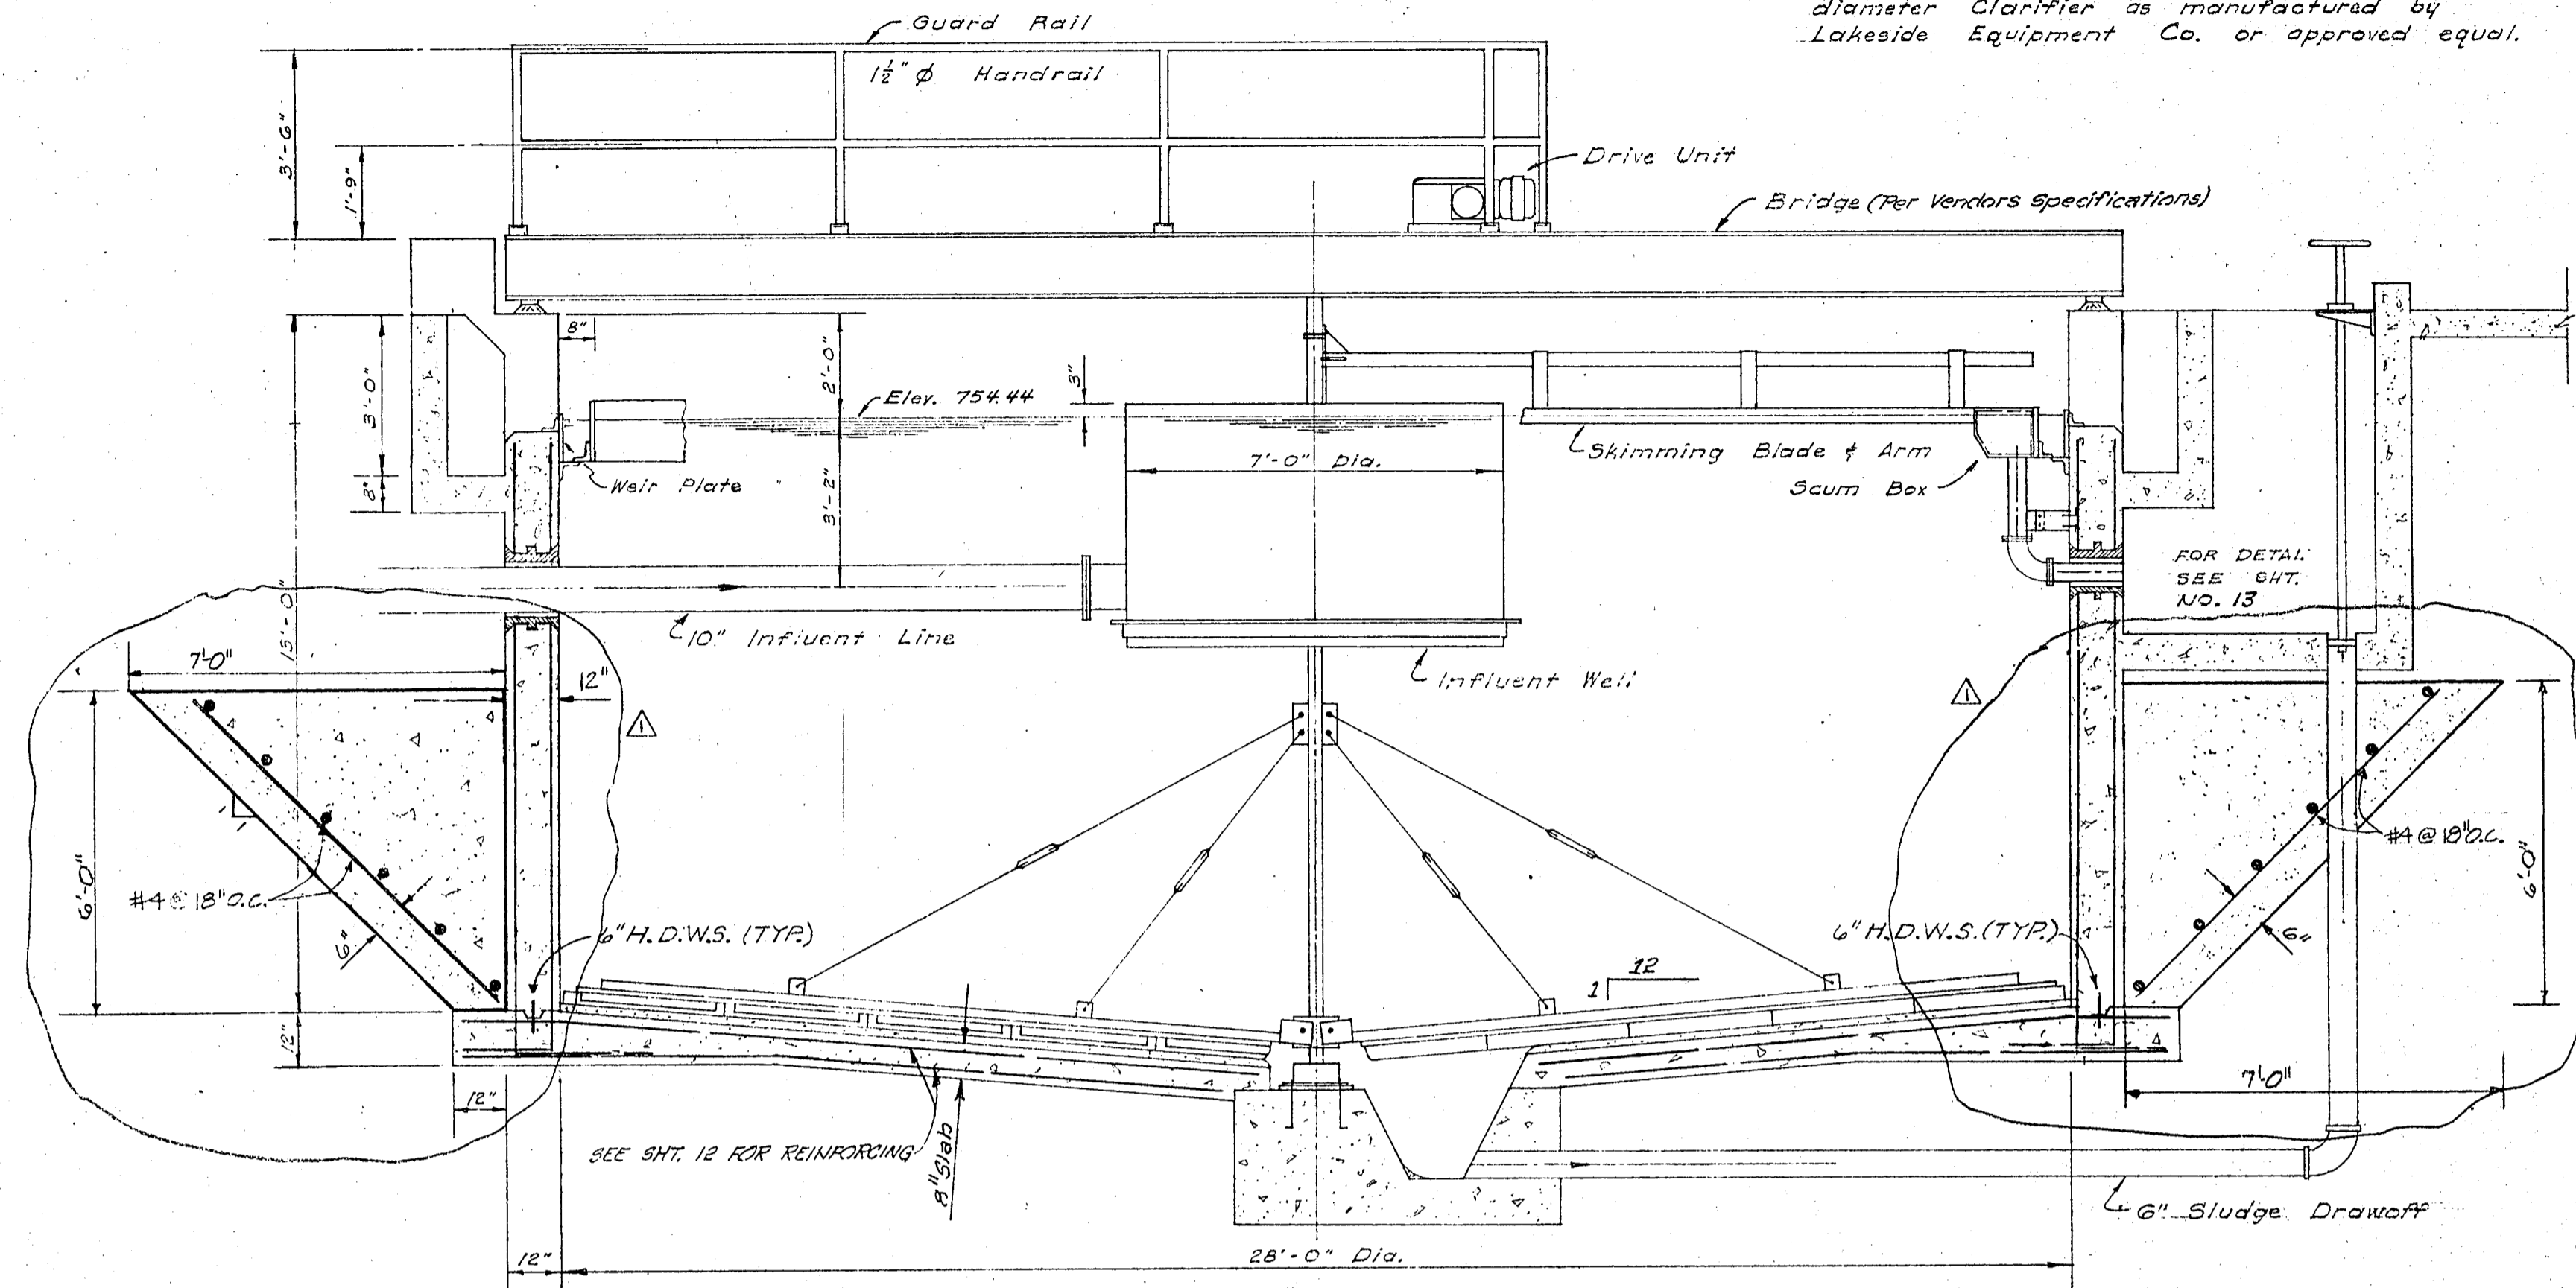 diameter Clarifier as manufactured by
Lakeside Equipment Co. or approved equal.
Guard Rail
1½" ϕ Handrail
3'-6"
1'-9"
Drive Unit
Bridge (Per Vendors Specifications)
8"
2'-0"
3"
3'-0"
Elev. 754.44
7'-0" Dia.
Skimming Blade & Arm
Scum Box
Weir Plate
8"
3'-2"
FOR DETAL
SEE SHT.
NO. 13
10" Influent Line
Influent Well
7'-0"
12"
1
1
#4 @ 18" O.C.
#4 @ 18" O.C.
6'-0"
6'-0"
1
1
6"
6"
6" H.D.W.S. (TYP.)
6" H.D.W.S. (TYP.)
12
1
12"
12"
7'-0"
SEE SHT. 12 FOR REINFORCING
8" Slab
6" Sludge Drawoff
12"
28'-0" Dia.